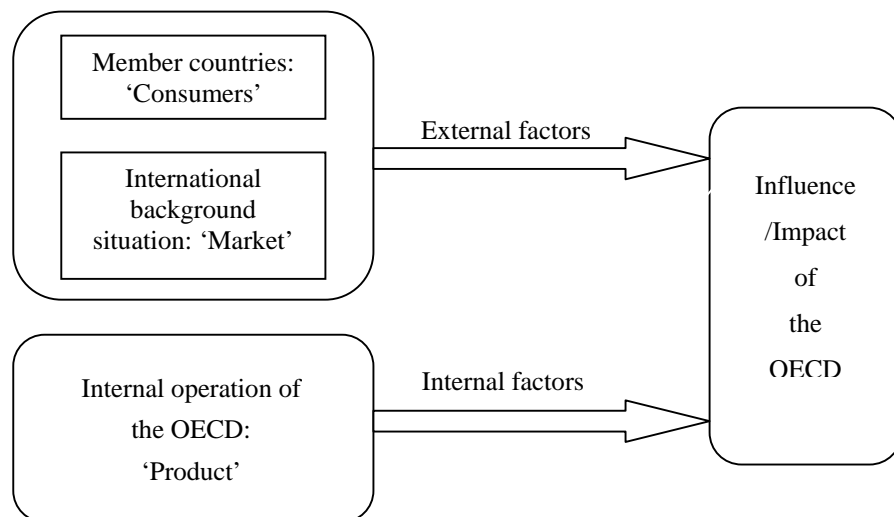 Member countries:
‘Consumers’
International
background
situation: ‘Market’
External factors
Internal operation of
the OECD:
‘Product’
Internal factors
Influence
/Impact
of
the
OECD